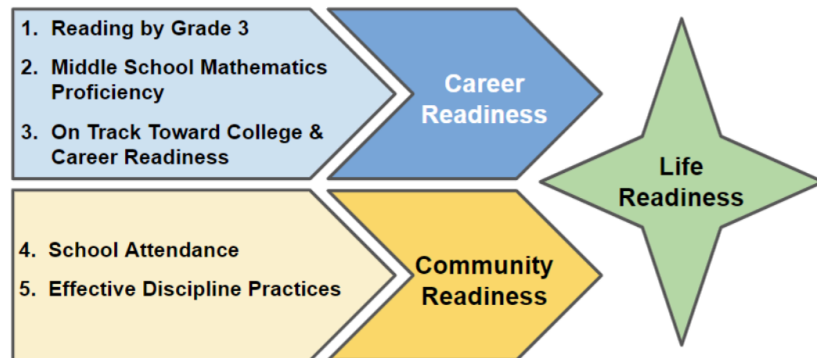 1. Reading by Grade 3
2. Middle School Mathematics
Proficiency
3. On Track Toward College &
Career Readiness
Career
Readiness
4. School Attendance
5. Effective Discipline Practices
Community
Readiness
Life
Readiness